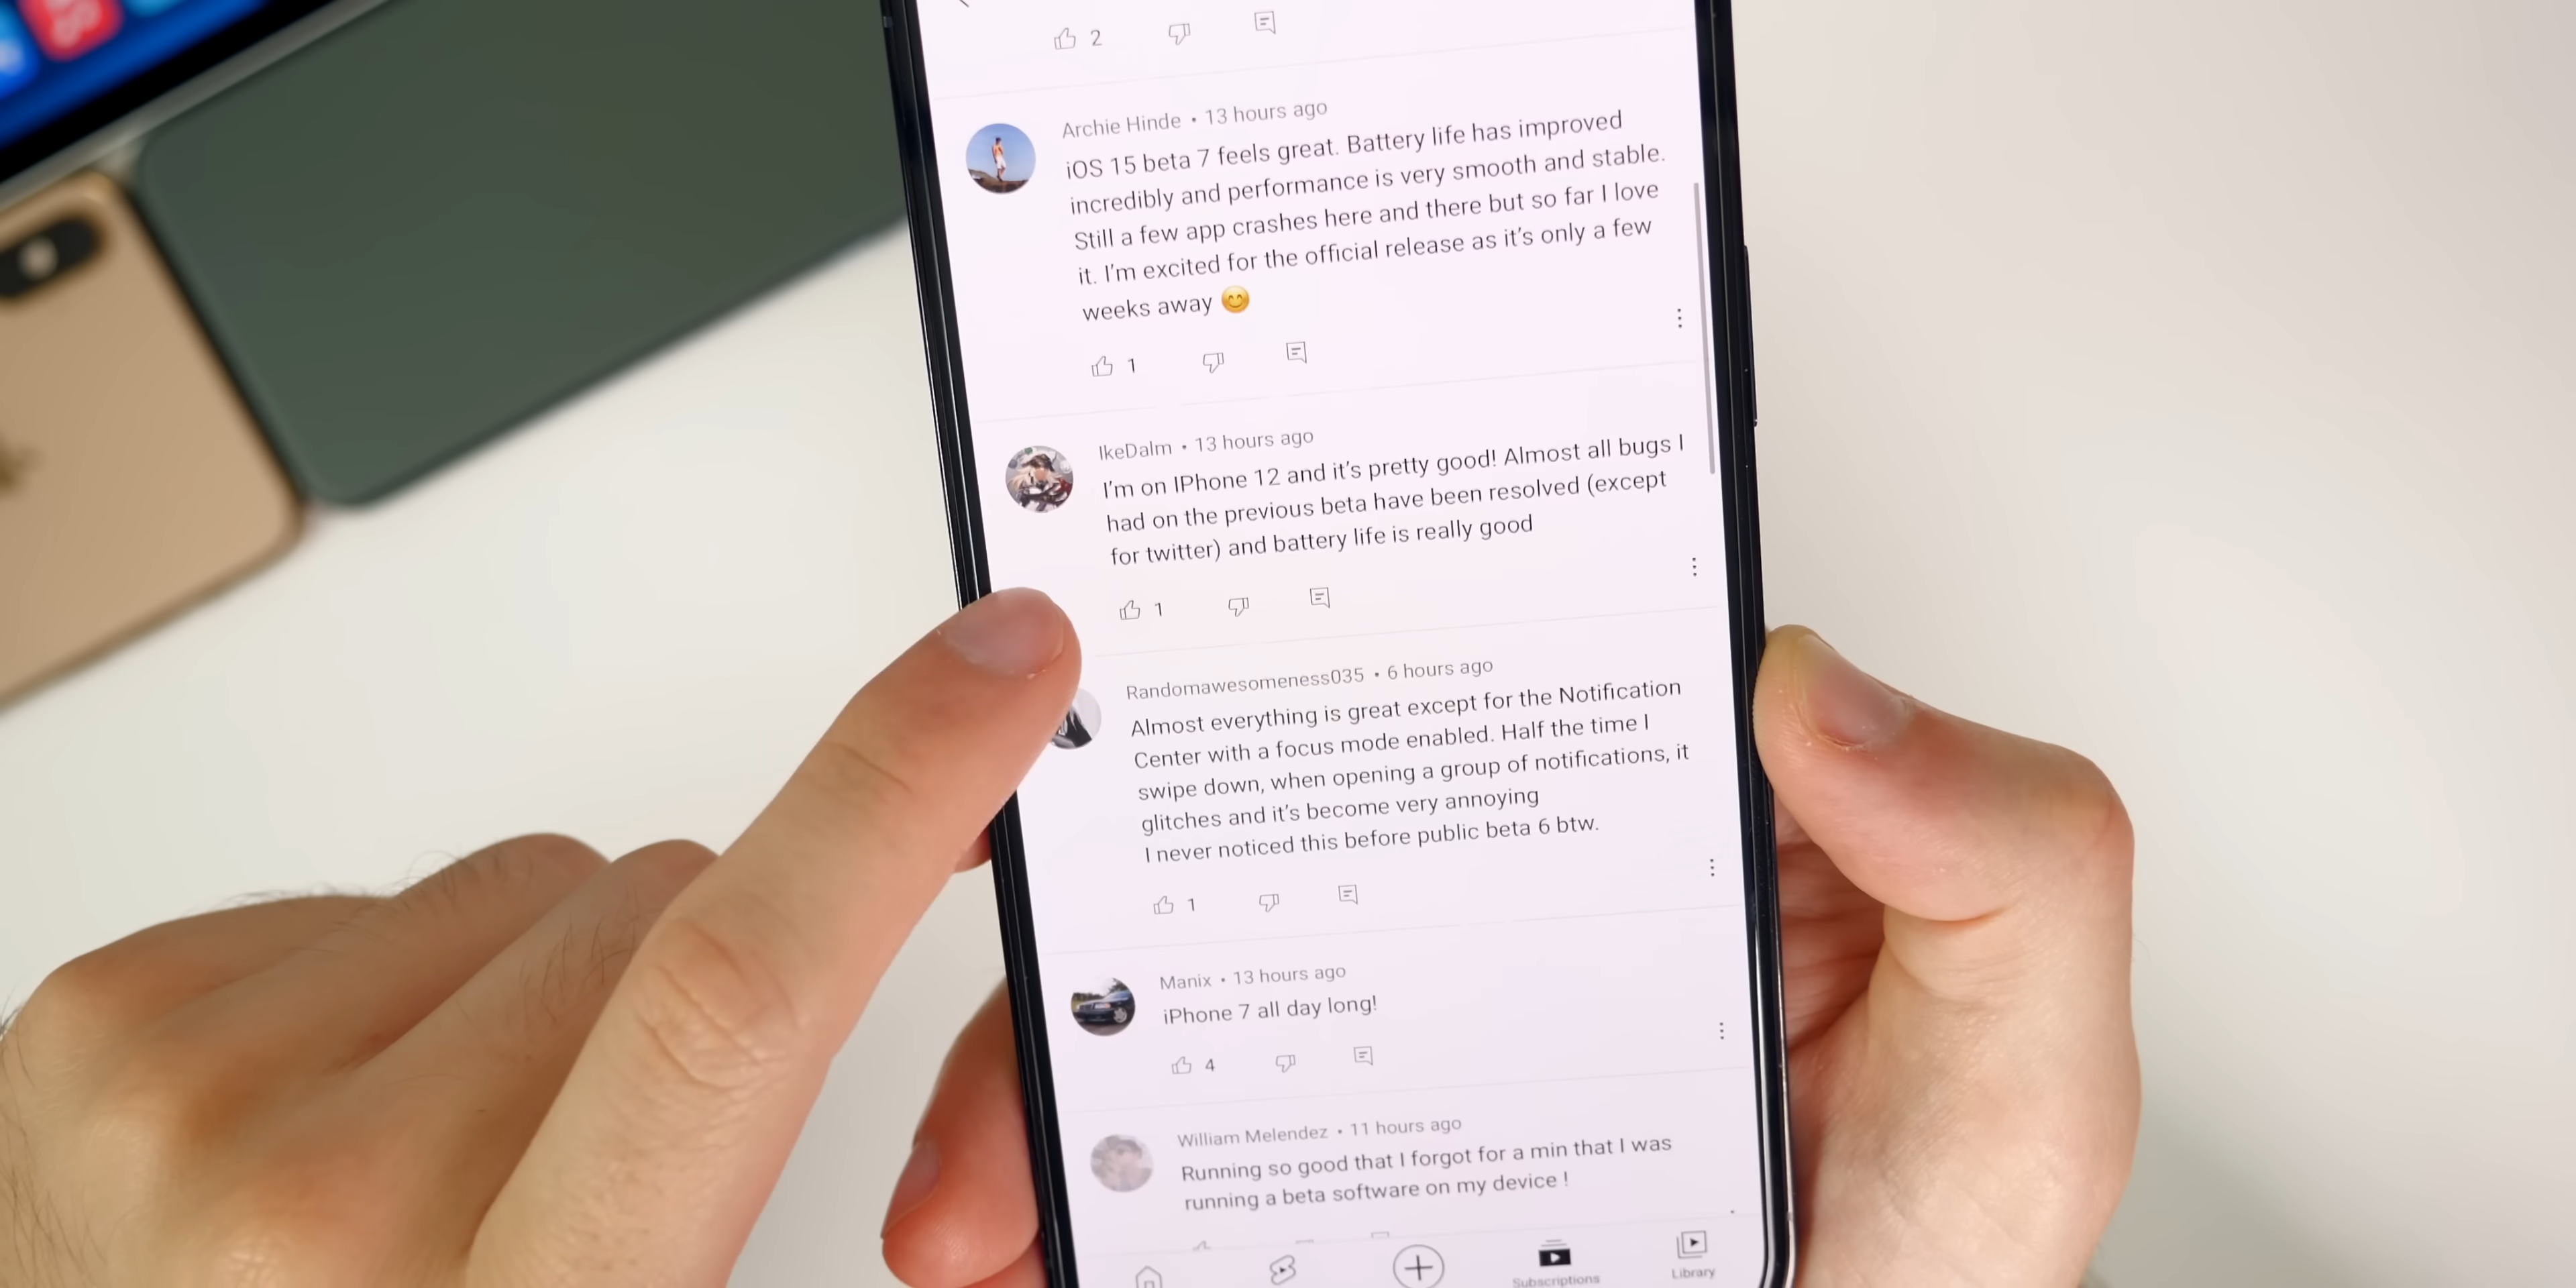 2
Archie Hinde • 13 hours ago
iOS 15 beta 7 feels great. Battery life has improved
incredibly and performance is very smooth and stable.
Still a few app crashes here and there but so far I love
it. I'm excited for the official release as it's only a few
weeks away 😊
1
IkeDalm • 13 hours ago
I'm on IPhone 12 and it's pretty good! Almost all bugs I
had on the previous beta have been resolved (except
for twitter) and battery life is really good
1
Randomawesomeness035 • 6 hours ago
Almost everything is great except for the Notification
Center with a focus mode enabled. Half the time I
swipe down, when opening a group of notifications, it
glitches and it's become very annoying
I never noticed this before public beta 6 btw.
1
Manix • 13 hours ago
iPhone 7 all day long!
4
William Melendez • 11 hours ago
Running so good that I forgot for a min that I was
running a beta software on my device !
Subscriptions
Library